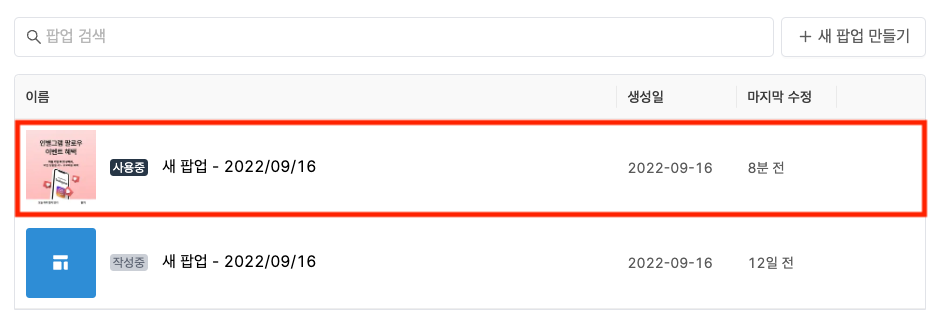 팝업 검색
+ 새 팝업 만들기
이름 생성일 마지막 수정
인벤그램 팔로우
이벤트 혜택
사용중 새 팝업 - 2022/09/16 2022-09-16 8분 전
작성중 새 팝업 - 2022/09/16 2022-09-16 12일 전